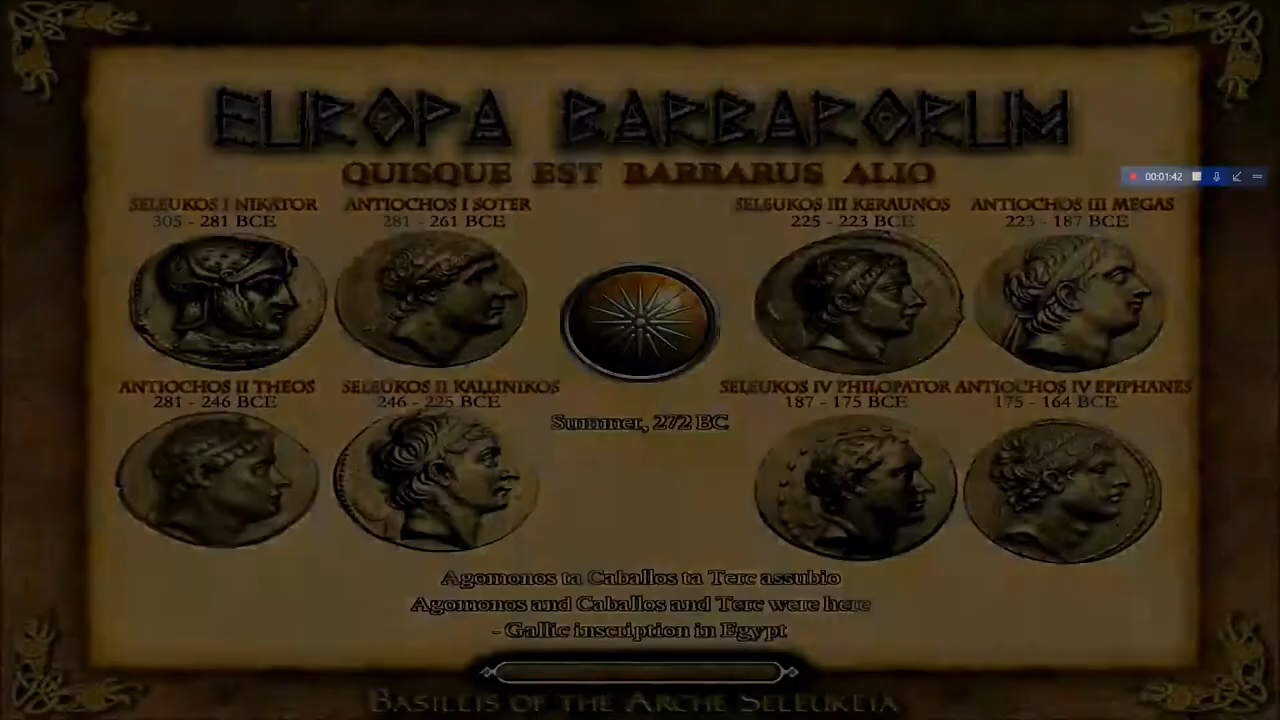 EUROPA BARBARORUM
QUISQUE EST BARBARUS ALIO
00:01:42
SELEUKOS I NIKATOR
305 - 281 BCE
ANTIOCHOS I SOTER
281 - 261 BCE
SELEUKOS III KERAUNOS
225 - 223 BCE
ANTIOCHOS III MEGAS
223 - 187 BCE
ANTIOCHOS II THEOS
281 - 246 BCE
SELEUKOS II KALLINIKOS
246 - 225 BCE
SELEUKOS IV PHILOPATOR
187 - 175 BCE
ANTIOCHOS IV EPIPHANES
175 - 164 BCE
Summer, 272 BC
Agomonos ta Caballos ta Terc assubio
Agomonos and Caballos and Terc were here
- Gallic inscription in Egypt
BASILEIS OF THE ARCHE SELEUKEIA